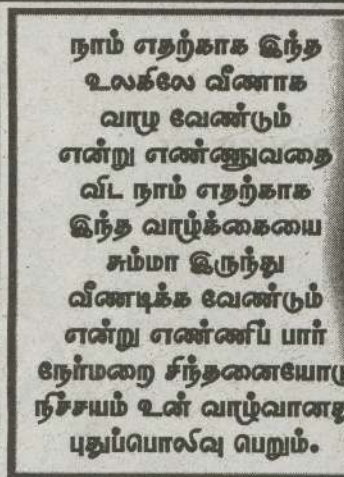 நாம் எதற்காக இந்த
உலகிலே வீணாக
வாழ வேண்டும்
என்று எண்ணுவதை
விட நாம் எதற்காக
இந்த வாழ்க்கையை
சும்மா இருந்து
வீணடிக்க வேண்டும்
என்று எண்ணிப் பார்
நேர்மறை சிந்தனையோடு
நிச்சயம் உன் வாழ்வானது
புதுப்பொலிவு பெறும்.